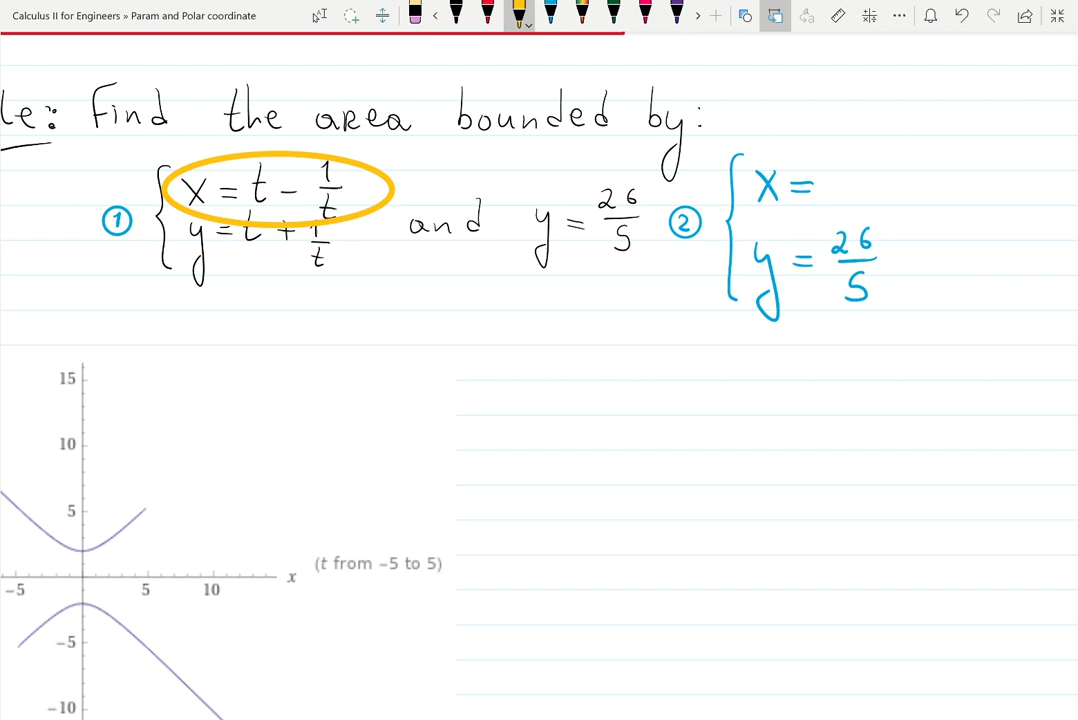 Calculus II for Engineers » Param and Polar coordinate
le: Find the area bounded by:
① { x = t - 1/t
y = t + 1/t
and y = 26/5
② { x =
y = 26/5
15
10
5
-5 5 10 x
(t from -5 to 5)
-5
-10